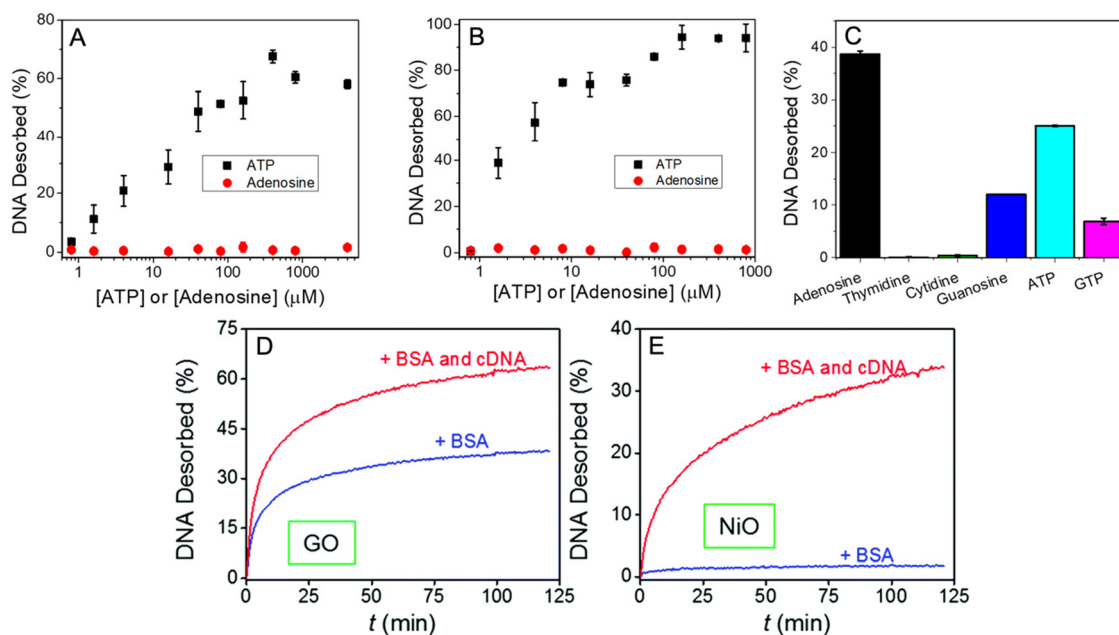 A
DNA Desorbed (%)
80
60
40
20
0
ATP
Adenosine
1
10
100
1000
[ATP] or [Adenosine] (μM)
B
DNA Desorbed (%)
100
80
60
40
20
0
ATP
Adenosine
1
10
100
1000
[ATP] or [Adenosine] (μM)
C
DNA Desorbed (%)
40
30
20
10
0
Adenosine
Thymidine
Cytidine
Guanosine
ATP
GTP
D
DNA Desorbed (%)
75
60
45
30
15
0
+ BSA and cDNA
+ BSA
GO
0
25
50
75
100
125
t (min)
E
DNA Desorbed (%)
40
30
20
10
0
+ BSA and cDNA
NiO
+ BSA
0
25
50
75
100
125
t (min)